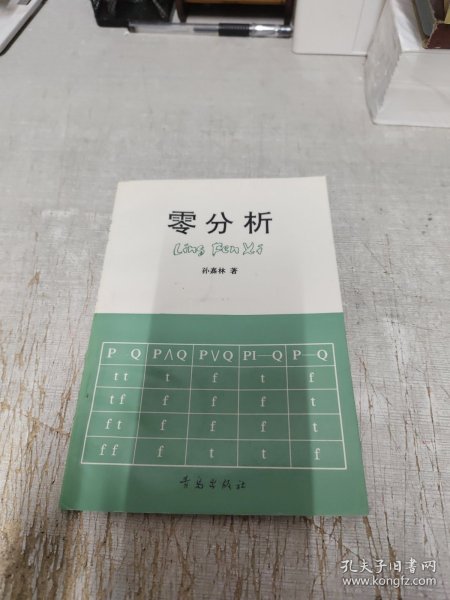 零分析
Ling Fen Xi
孙嘉林 著
P Q P∧Q P∨Q PI—Q P—Q
t t t f t f
t f f f f t
f t f f f t
f f f t t f
青岛出版社
孔夫子旧书网
www.kongfz.com